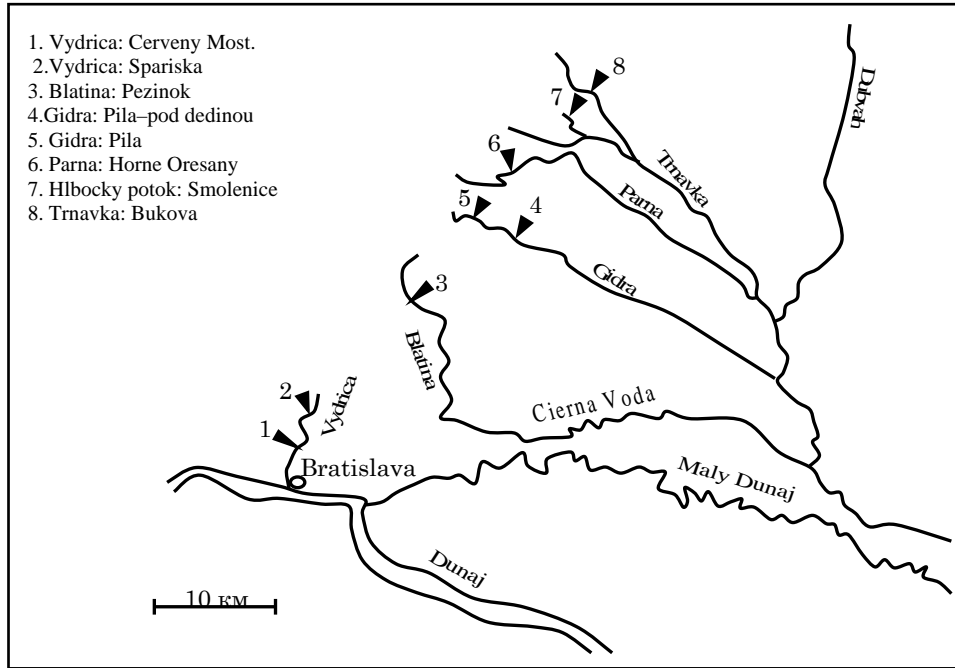 1. Vydrica: Cerveny Most.
2.Vydrica: Spariska
3. Blatina: Pezinok
4.Gidra: Pila–pod dedinou
5. Gidra: Pila
6. Parna: Horne Oresany
7. Hlbocky potok: Smolenice
8. Trnavka: Bukova
8
7
Dubvah
6
Trnavka
Parna
5
4
Gidra
3
Blatina
2
Vydrica
Cierna Voda
1
Bratislava
Maly Dunaj
Dunaj
10 км